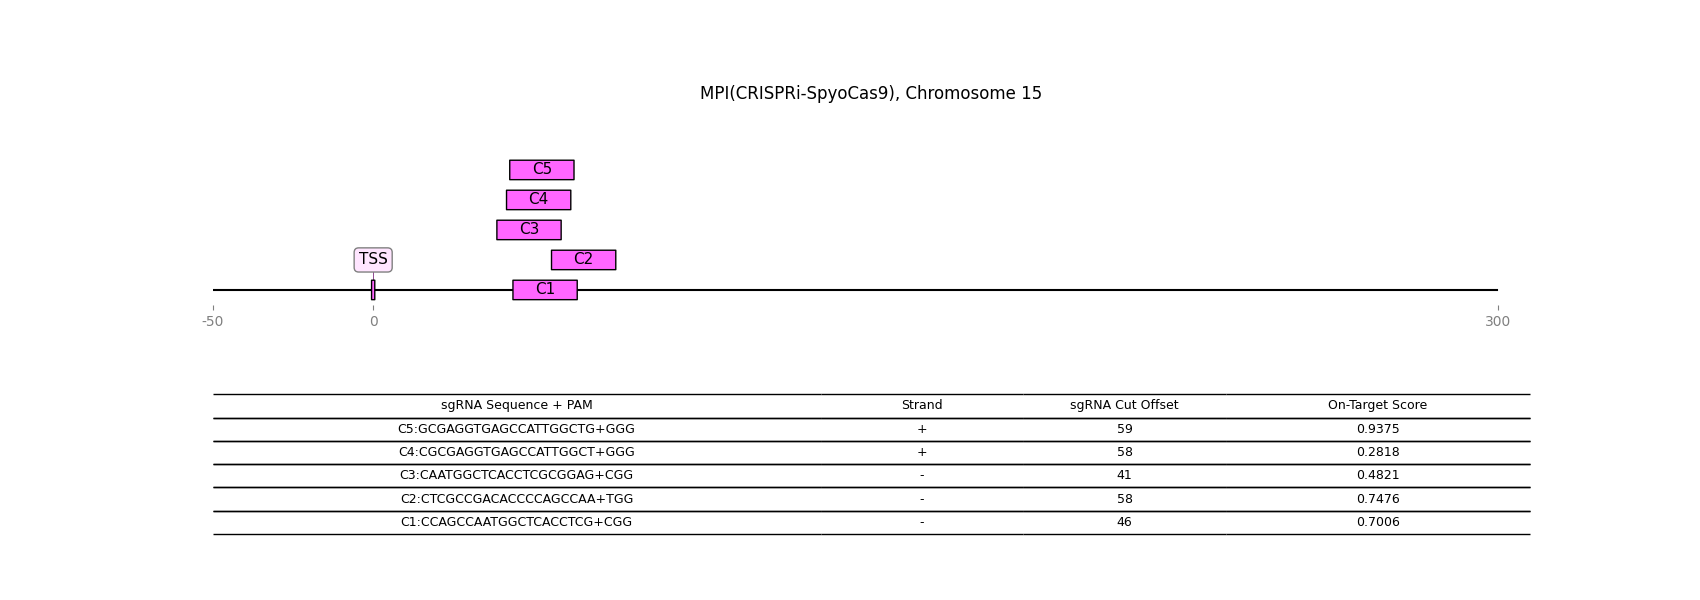 MPI(CRISPRi-SpyoCas9), Chromosome 15
C5
C4
C3
TSS C2
C1
-50 0 300
sgRNA Sequence + PAM Strand sgRNA Cut Offset On-Target Score
C5:GCGAGGTGAGCCATTGGCTG+GGG + 59 0.9375
C4:CGCGAGGTGAGCCATTGGCT+GGG + 58 0.2818
C3:CAATGGCTCACCTCGCGGAG+CGG - 41 0.4821
C2:CTCGCCGACACCCCAGCCAA+TGG - 58 0.7476
C1:CCAGCCAATGGCTCACCTCG+CGG - 46 0.7006